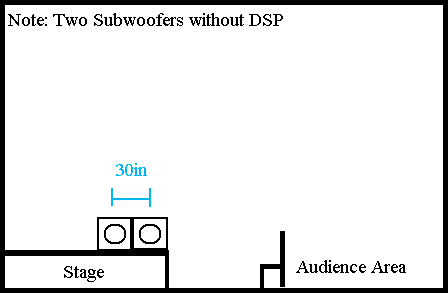 Note: Two Subwoofers without DSP
30in
Stage
Audience Area